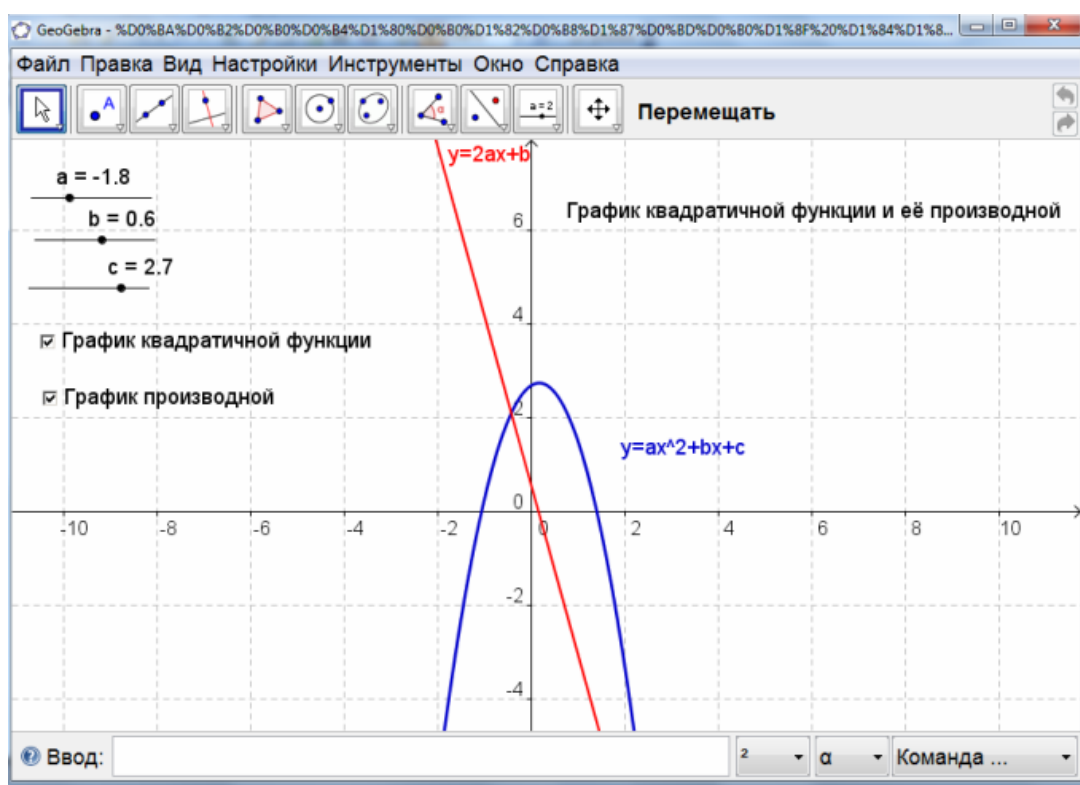 GeoGebra - %D0%BA%D0%B2%D0%B0%D0%B4%D1%80%D0%B0%D1%82%D0%B8%D1%87%D0%BD%D0%B0%D1%8F%20%D1%84%D1%8...
Файл Правка Вид Настройки Инструменты Окно Справка
A α a=2 Перемещать
y=2ax+b
a = -1.8
График квадратичной функции и её производной
b = 0.6
6
c = 2.7
4
График квадратичной функции
График производной
2
y=ax^2+bx+c
0
-10 -8 -6 -4 -2 0 2 4 6 8 10
-2
-4
Ввод: ² α Команда ...